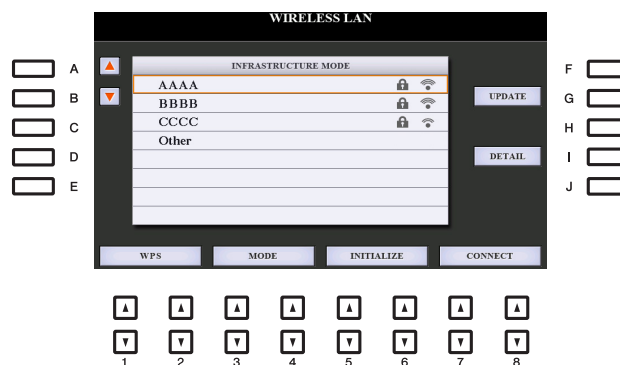 WIRELESS LAN
A
B
C
D
E
INFRASTRUCTURE MODE
AAAA
BBBB
CCCC
Other
UPDATE
DETAIL
F
G
H
I
J
WPS
MODE
INITIALIZE
CONNECT
1 2 3 4 5 6 7 8